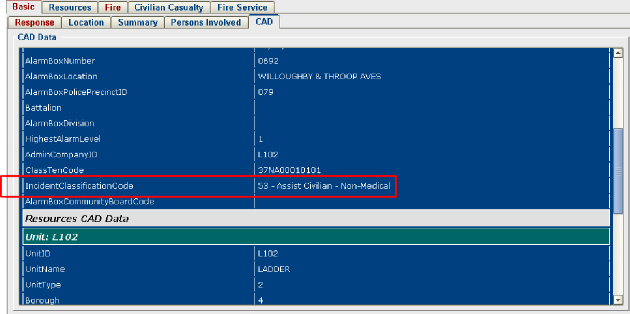 Basic Resources Fire Civilian Casualty Fire Service
Response Location Summary Persons Involved CAD
CAD Data
AlarmBoxNumber 0692
AlarmBoxLocation WILLOUGHBY & THROOP AVES
AlarmBoxPolicePrecinctID 079
Battalion
AlarmBoxDivision
HighestAlarmLevel 1
AdminCompanyID L102
ClassTenCode 37NA00010101
IncidentClassificationCode 53 - Assist Civilian - Non-Medical
AlarmBoxCommunityBoardCode
Resources CAD Data
Unit: L102
UnitID L102
UnitName LADDER
UnitType 2
Borough 4